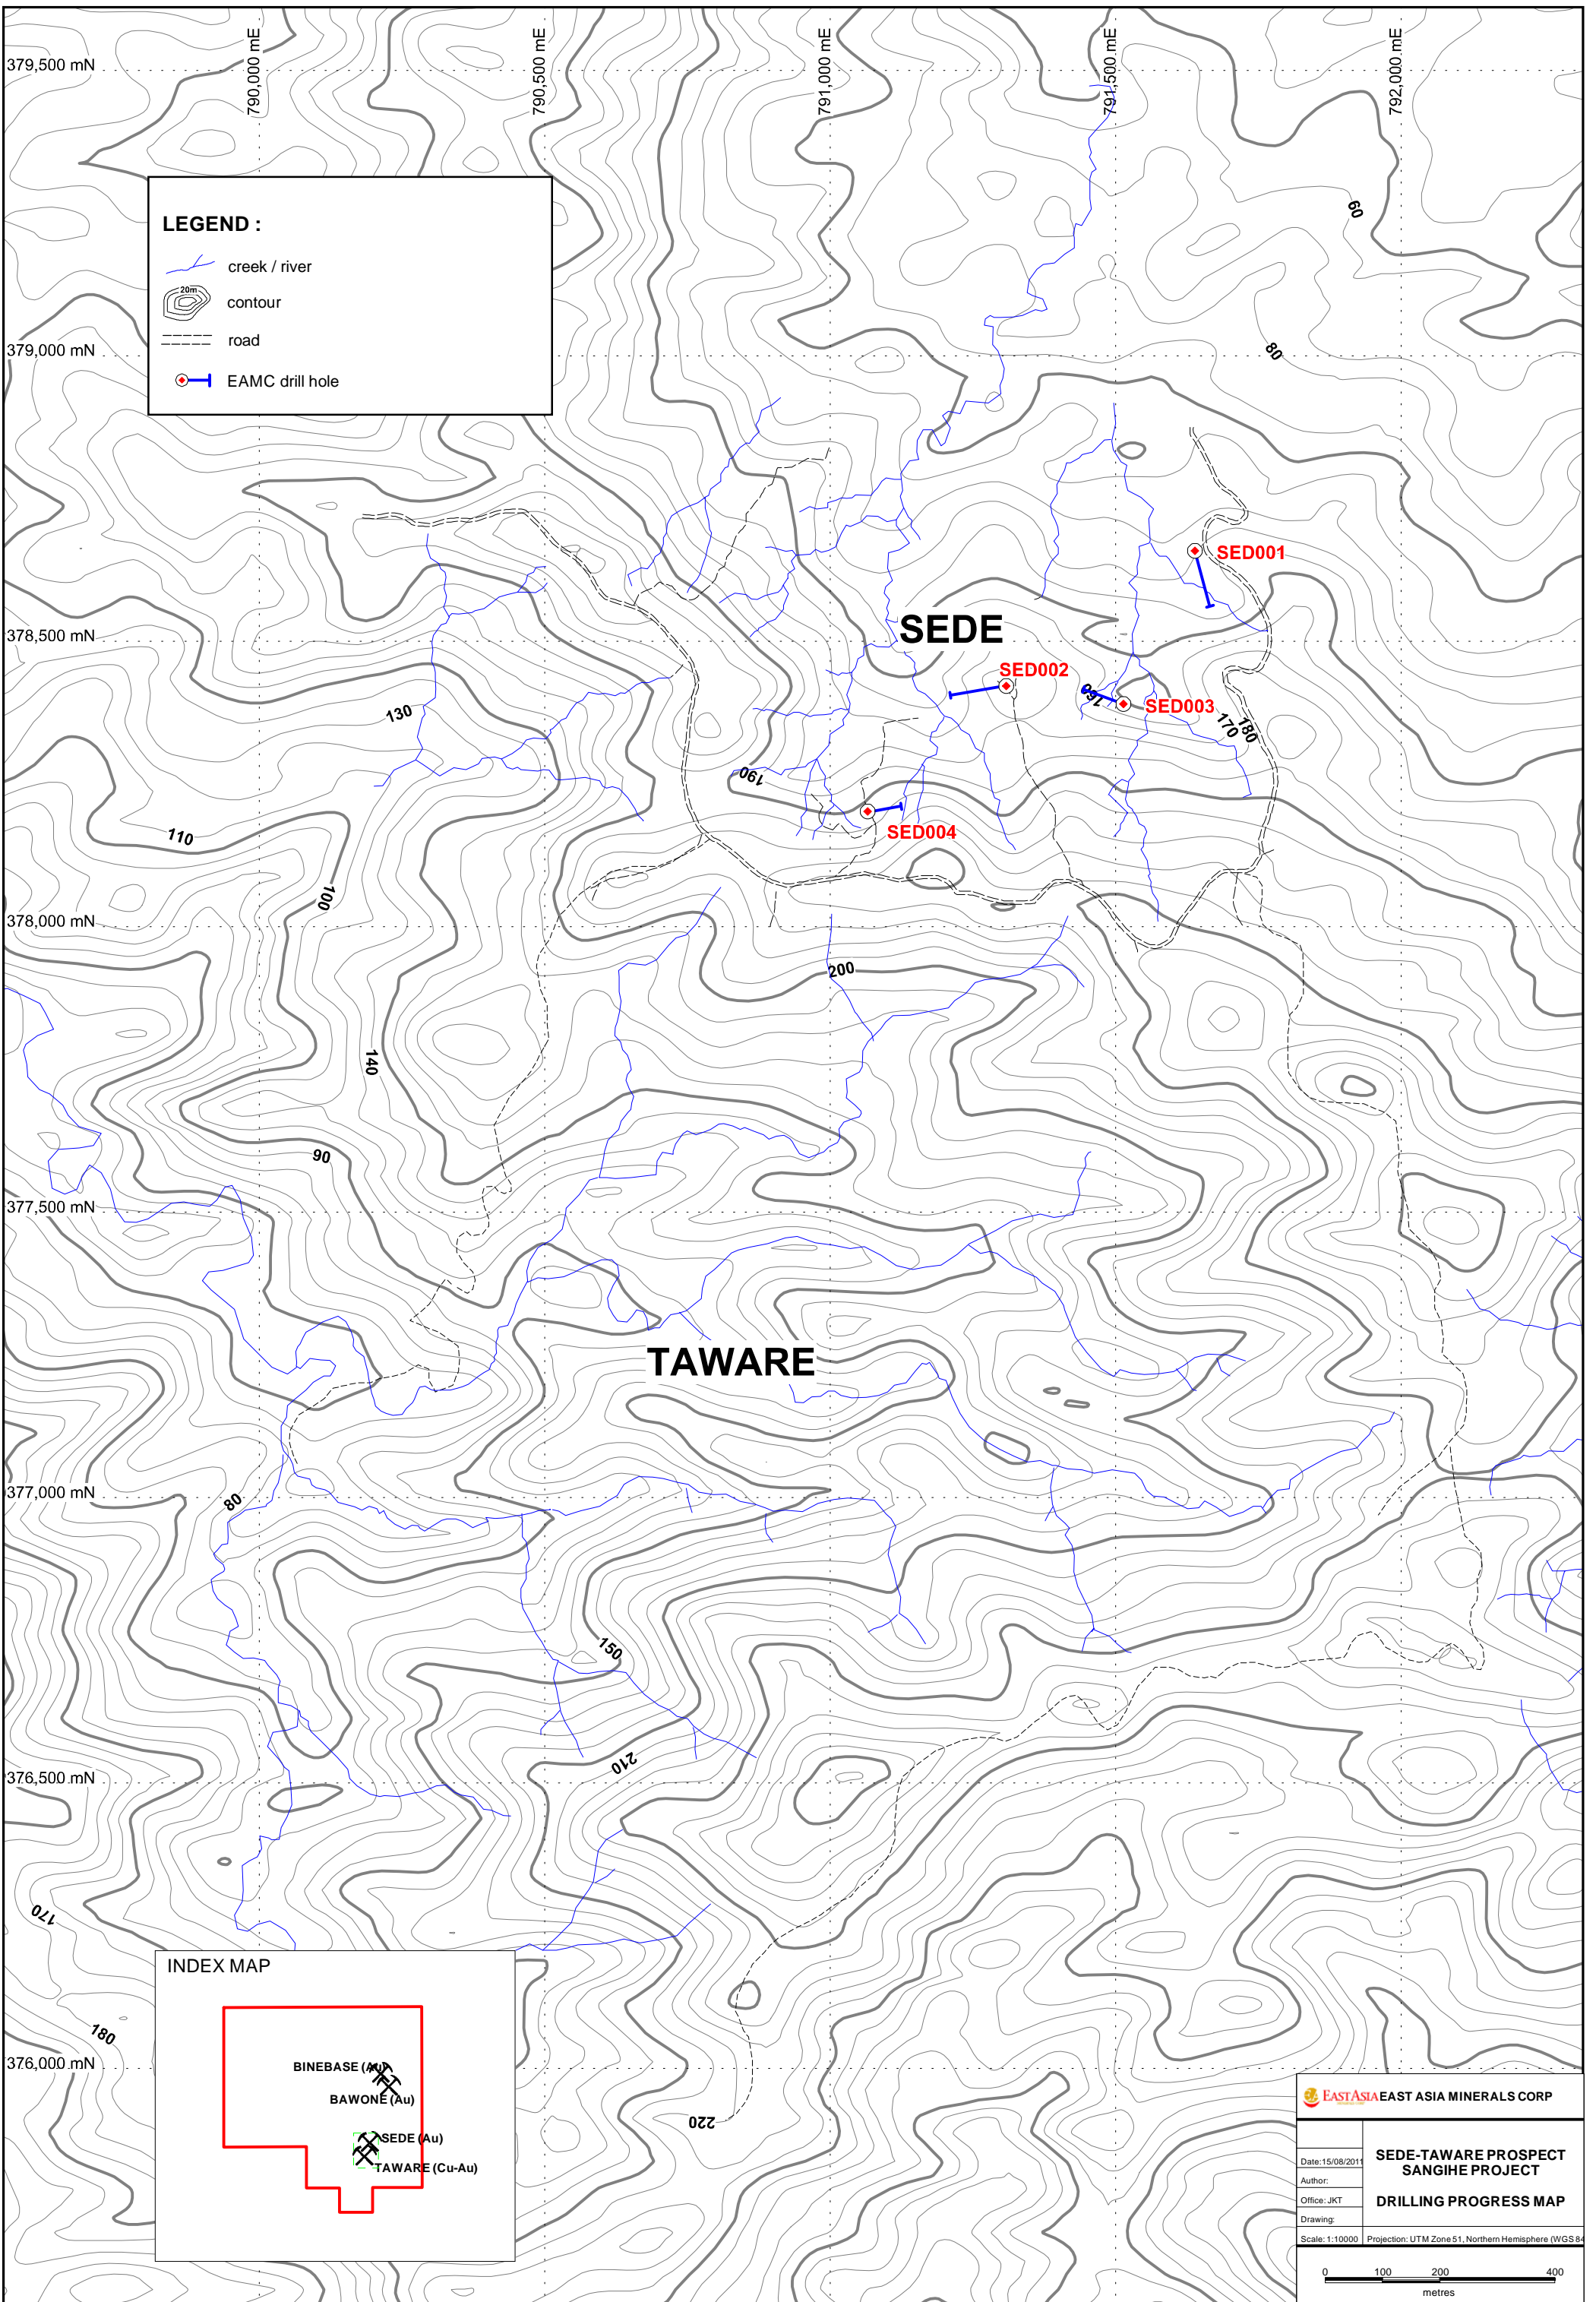 790,000 mE
790,500 mE
791,000 mE
791,500 mE
792,000 mE
379,500 mN
LEGEND :
creek / river
20m
contour
road
EAMC drill hole
60
80
379,000 mN
SED001
378,500 mN
SEDE
SED002
160
SED003
170
180
130
190
110
SED004
100
378,000 mN
200
140
90
377,500 mN
TAWARE
377,000 mN
80
150
210
376,500 mN
170
180
376,000 mN
220
INDEX MAP
BINEBASE (Au)
BAWONE (Au)
SEDE (Au)
TAWARE (Cu-Au)
EAST ASIA EAST ASIA MINERALS CORP
SEDE-TAWARE PROSPECT
SANGIHE PROJECT
DRILLING PROGRESS MAP
Date:15/08/2011
Author:
Office: JKT
Drawing:
Scale: 1:10000
Projection: UTM Zone 51, Northern Hemisphere (WGS 84
0 100 200 400
metres